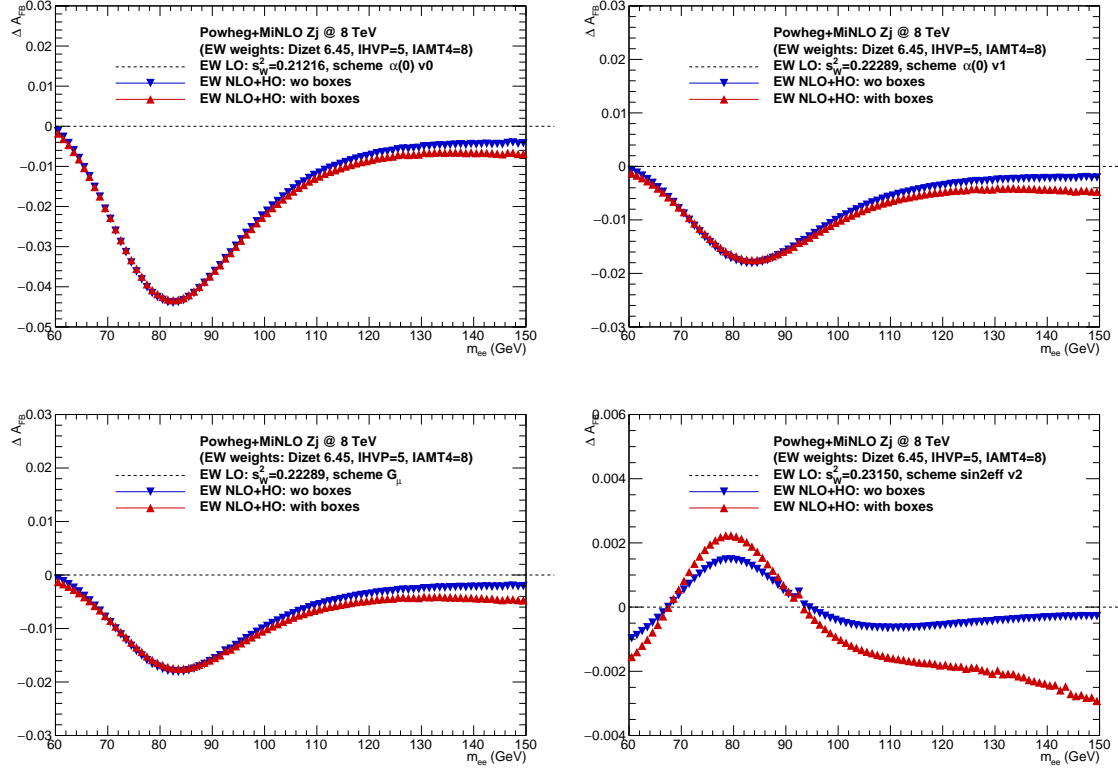 Δ A_FB
0.03
0.02
0.01
0
−0.01
−0.02
−0.03
−0.04
−0.05
Powheg+MiNLO Zj @ 8 TeV
(EW weights: Dizet 6.45, IHVP=5, IAMT4=8)
EW LO: s²_W=0.21216, scheme α(0) v0
EW NLO+HO: wo boxes
EW NLO+HO: with boxes
60 70 80 90 100 110 120 130 140 150
m_ee (GeV)
Δ A_FB
0.03
0.02
0.01
0
−0.01
−0.02
−0.03
Powheg+MiNLO Zj @ 8 TeV
(EW weights: Dizet 6.45, IHVP=5, IAMT4=8)
EW LO: s²_W=0.22289, scheme α(0) v1
EW NLO+HO: wo boxes
EW NLO+HO: with boxes
60 70 80 90 100 110 120 130 140 150
m_ee (GeV)
Δ A_FB
0.03
0.02
0.01
0
−0.01
−0.02
−0.03
Powheg+MiNLO Zj @ 8 TeV
(EW weights: Dizet 6.45, IHVP=5, IAMT4=8)
EW LO: s²_W=0.22289, scheme G_μ
EW NLO+HO: wo boxes
EW NLO+HO: with boxes
60 70 80 90 100 110 120 130 140 150
m_ee (GeV)
Δ A_FB
0.006
0.004
0.002
0
−0.002
−0.004
Powheg+MiNLO Zj @ 8 TeV
(EW weights: Dizet 6.45, IHVP=5, IAMT4=8)
EW LO: s²_W=0.23150, scheme sin2eff v2
EW NLO+HO: wo boxes
EW NLO+HO: with boxes
60 70 80 90 100 110 120 130 140 150
m_ee (GeV)